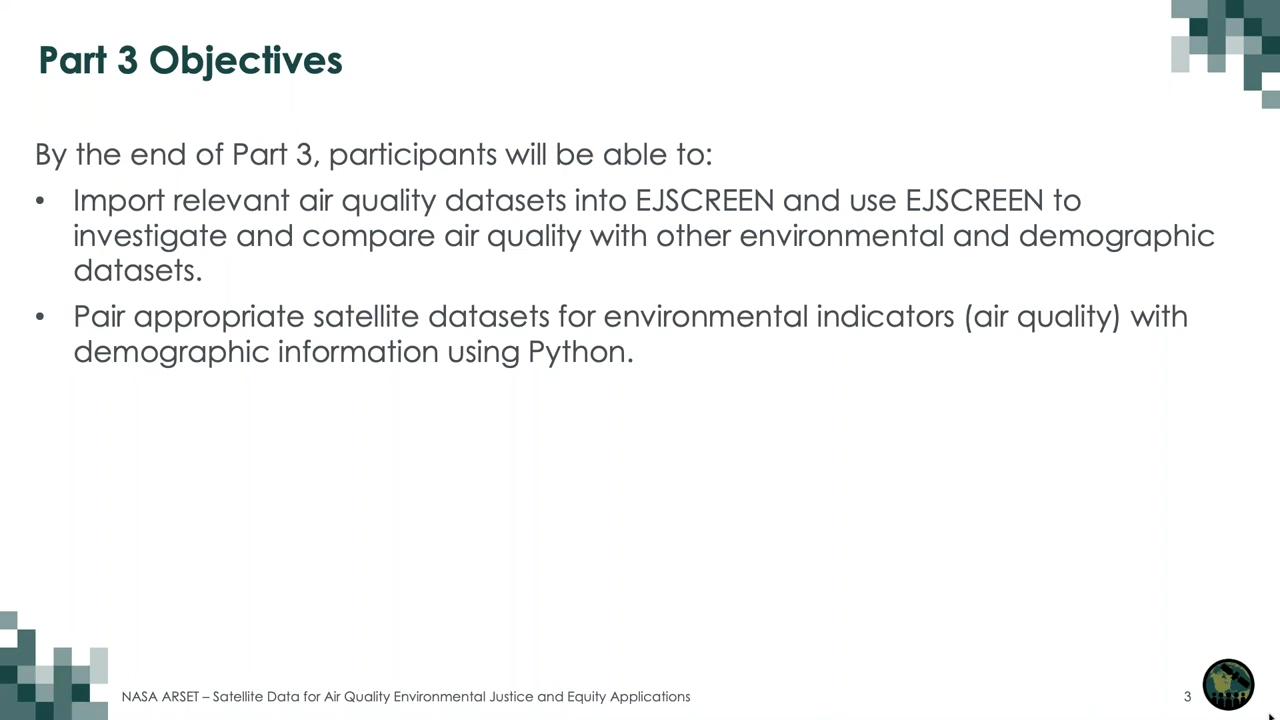 Part 3 Objectives
By the end of Part 3, participants will be able to:
• Import relevant air quality datasets into EJSCREEN and use EJSCREEN to
investigate and compare air quality with other environmental and demographic
datasets.
• Pair appropriate satellite datasets for environmental indicators (air quality) with
demographic information using Python.
NASA ARSET – Satellite Data for Air Quality Environmental Justice and Equity Applications
3